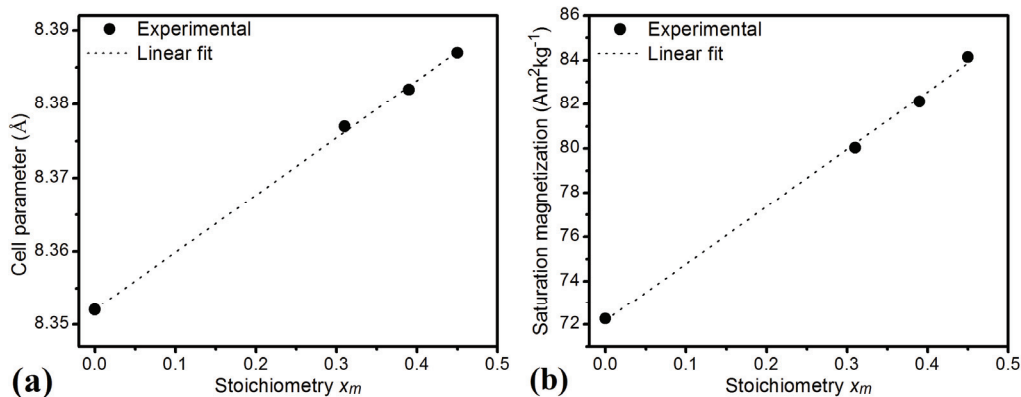 8.39
8.38
8.37
8.36
8.35
Cell parameter (Å)
Experimental
Linear fit
0.0 0.1 0.2 0.3 0.4 0.5
Stoichiometry xm
(a)
86
84
82
80
78
76
74
72
Saturation magnetization (Am²kg⁻¹)
Experimental
Linear fit
0.0 0.1 0.2 0.3 0.4 0.5
Stoichiometry xm
(b)